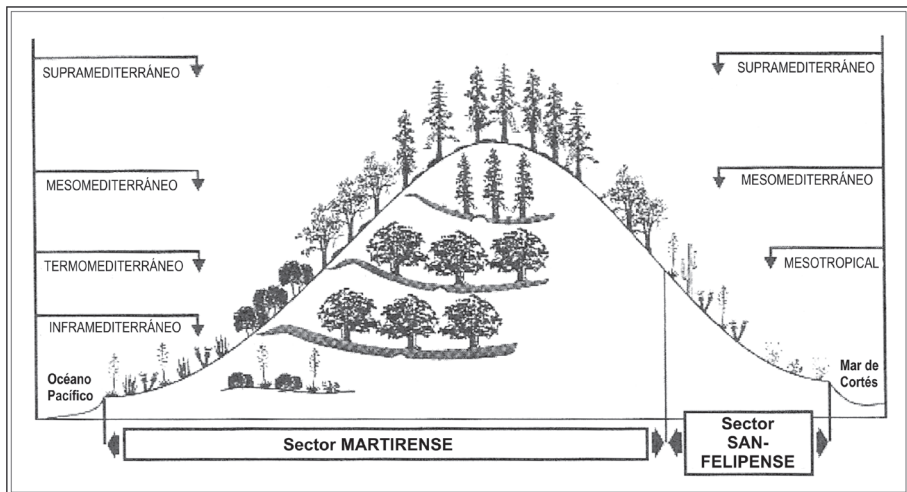 SUPRAMEDITERRÁNEO
MESOMEDITERRÁNEO
TERMOMEDITERRÁNEO
INFRAMEDITERRÁNEO
Océano
Pacífico
SUPRAMEDITERRÁNEO
MESOMEDITERRÁNEO
MESOTROPICAL
Mar de
Cortés
Sector MARTIRENSE
Sector
SAN-
FELIPENSE